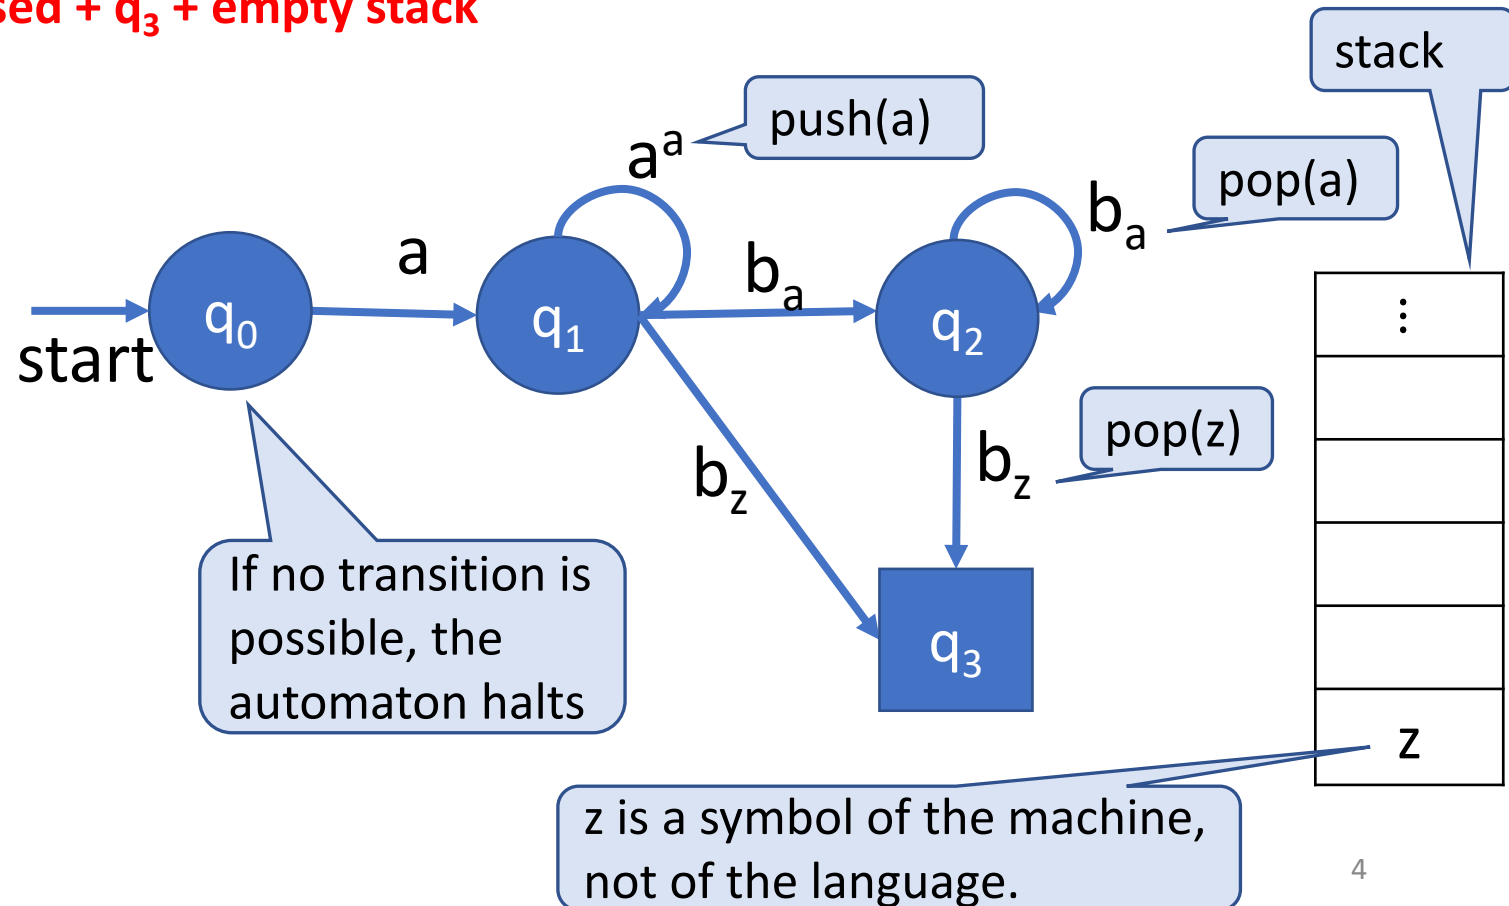 sed + q₃ + empty stack
stack
push(a)
aᵃ
pop(a)
bₐ
a
bₐ
q₀
q₁
q₂
start
⋮
pop(z)
b_z
b_z
If no transition is
possible, the
automaton halts
q₃
z
z is a symbol of the machine,
not of the language.
4